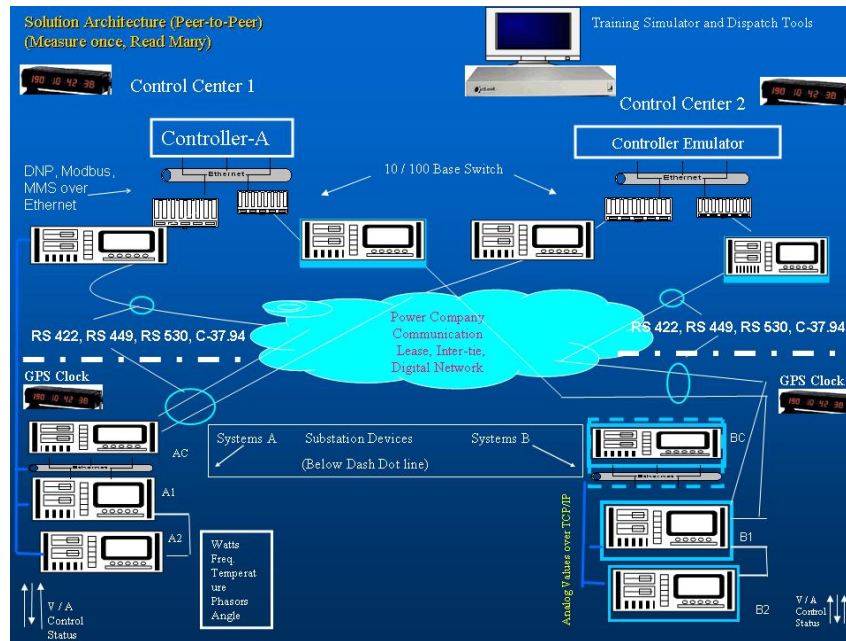 Solution Architecture (Peer-to-Peer)
(Measure once, Read Many)
Training Simulator and Dispatch Tools
190 10 42 38
Control Center 1
190 10 42 38
Control Center 2
Controller-A
Controller Emulator
Ethernet
Ethernet
DNP, Modbus,
MMS over
Ethernet
10 / 100 Base Switch
Power Company
Communication
Lease, Inter-tie,
Digital Network
RS 422, RS 449, RS 530, C-37.94
RS 422, RS 449, RS 530, C-37.94
GPS Clock
190 10 42 38
GPS Clock
190 10 42 38
Systems A
Substation Devices
Systems B
(Below Dash Dot line)
AC
A1
A2
BC
B1
B2
Analog Values over TCP/IP
Watts
Freq.
Temperat
ure
Phasors
Angle
V / A
Control
Status
V / A
Control
Status